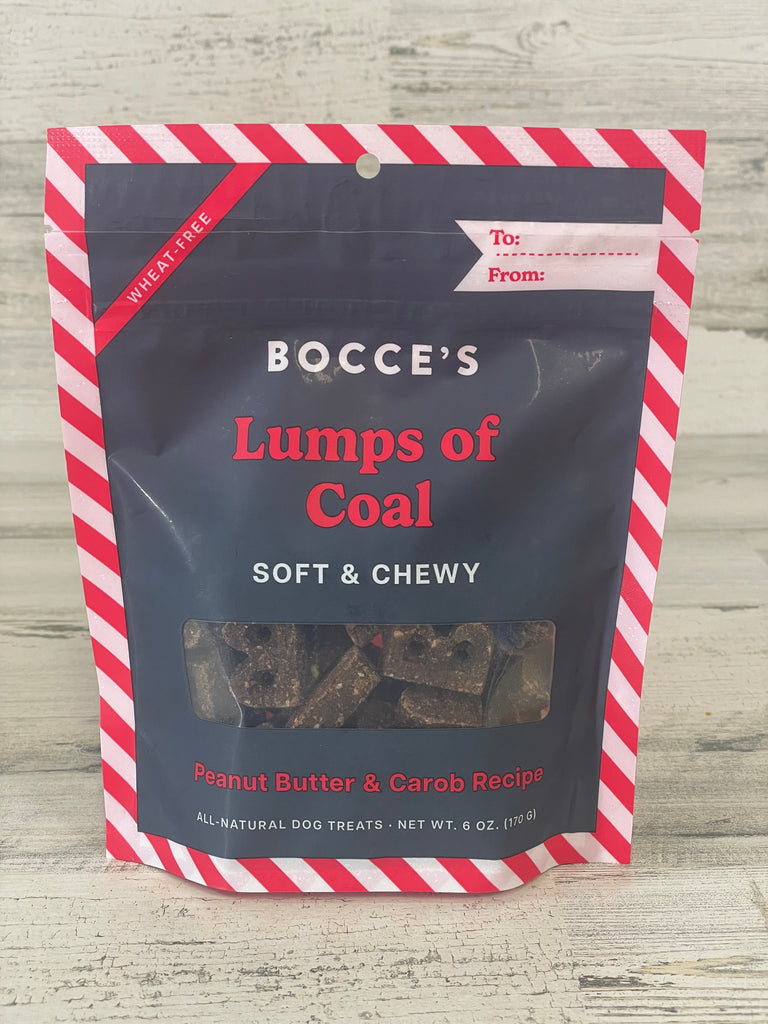 WHEAT-FREE
To:
From:
BOCCE'S
Lumps of
Coal
SOFT & CHEWY
Peanut Butter & Carob Recipe
ALL-NATURAL DOG TREATS · NET WT. 6 OZ. (170 G)